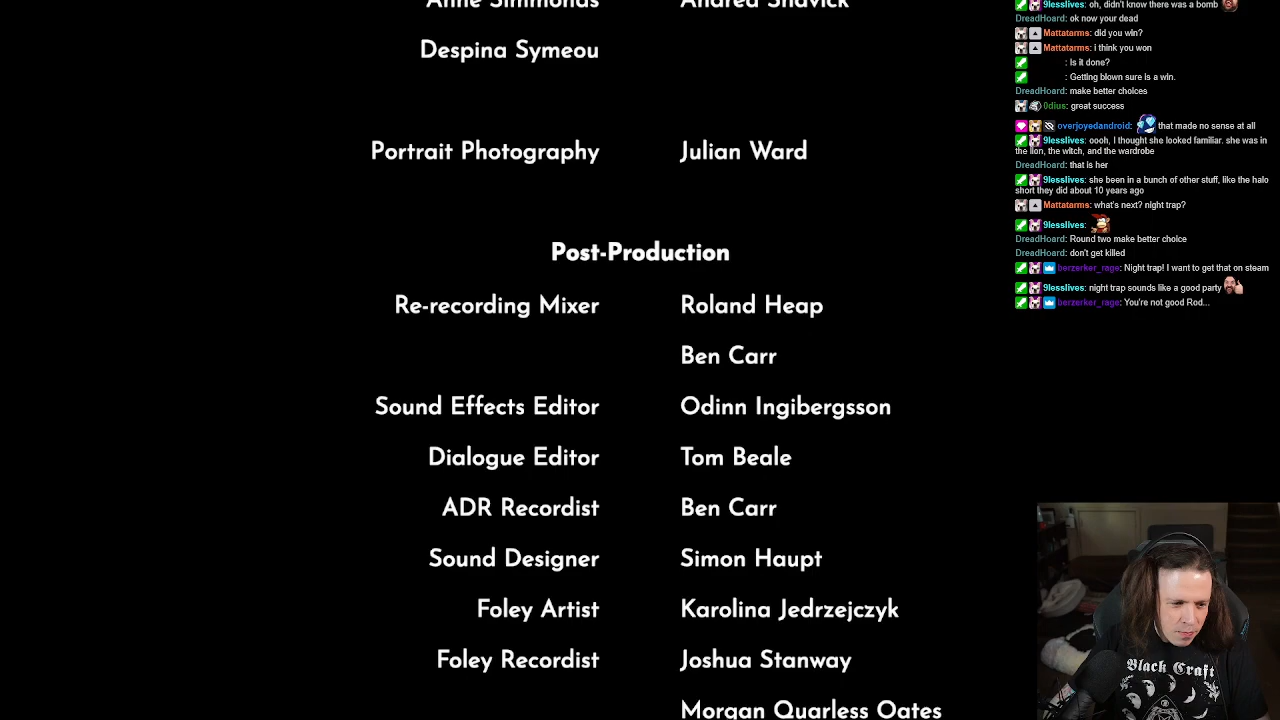 Anne Simmonds Andrea Shavick
Despina Symeou
Portrait Photography Julian Ward
Post-Production
Re-recording Mixer Roland Heap
Ben Carr
Sound Effects Editor Odinn Ingibergsson
Dialogue Editor Tom Beale
ADR Recordist Ben Carr
Sound Designer Simon Haupt
Foley Artist Karolina Jedrzejczyk
Foley Recordist Joshua Stanway
Morgan Quarless Oates
9lesslives: oh, didn't know there was a bomb
DreadHoard: ok now your dead
Mattatarms: did you win?
Mattatarms: i think you won
: Is it done?
: Getting blown sure is a win.
DreadHoard: make better choices
0dius: great success
overjoyedandroid: that made no sense at all
9lesslives: oooh, I thought she looked familiar. she was in
the lion, the witch, and the wardrobe
DreadHoard: that is her
9lesslives: she been in a bunch of other stuff, like the halo
short they did about 10 years ago
Mattatarms: what's next? night trap?
9lesslives:
DreadHoard: Round two make better choice
DreadHoard: don't get killed
berzerker_rage: Night trap! I want to get that on steam
9lesslives: night trap sounds like a good party
berzerker_rage: You're not good Rod...
Black Craft